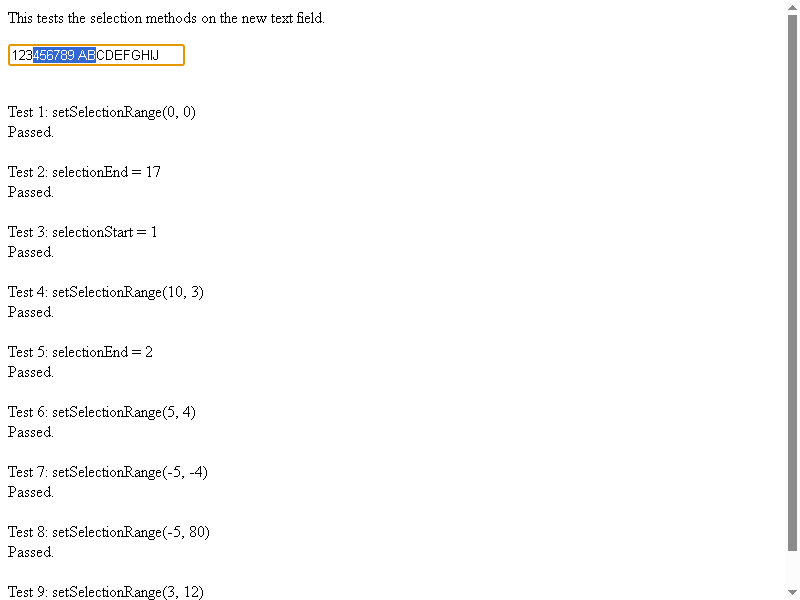 This tests the selection methods on the new text field.
123456789 ABCDEFGHIJ
Test 1: setSelectionRange(0, 0)
Passed.
Test 2: selectionEnd = 17
Passed.
Test 3: selectionStart = 1
Passed.
Test 4: setSelectionRange(10, 3)
Passed.
Test 5: selectionEnd = 2
Passed.
Test 6: setSelectionRange(5, 4)
Passed.
Test 7: setSelectionRange(-5, -4)
Passed.
Test 8: setSelectionRange(-5, 80)
Passed.
Test 9: setSelectionRange(3, 12)